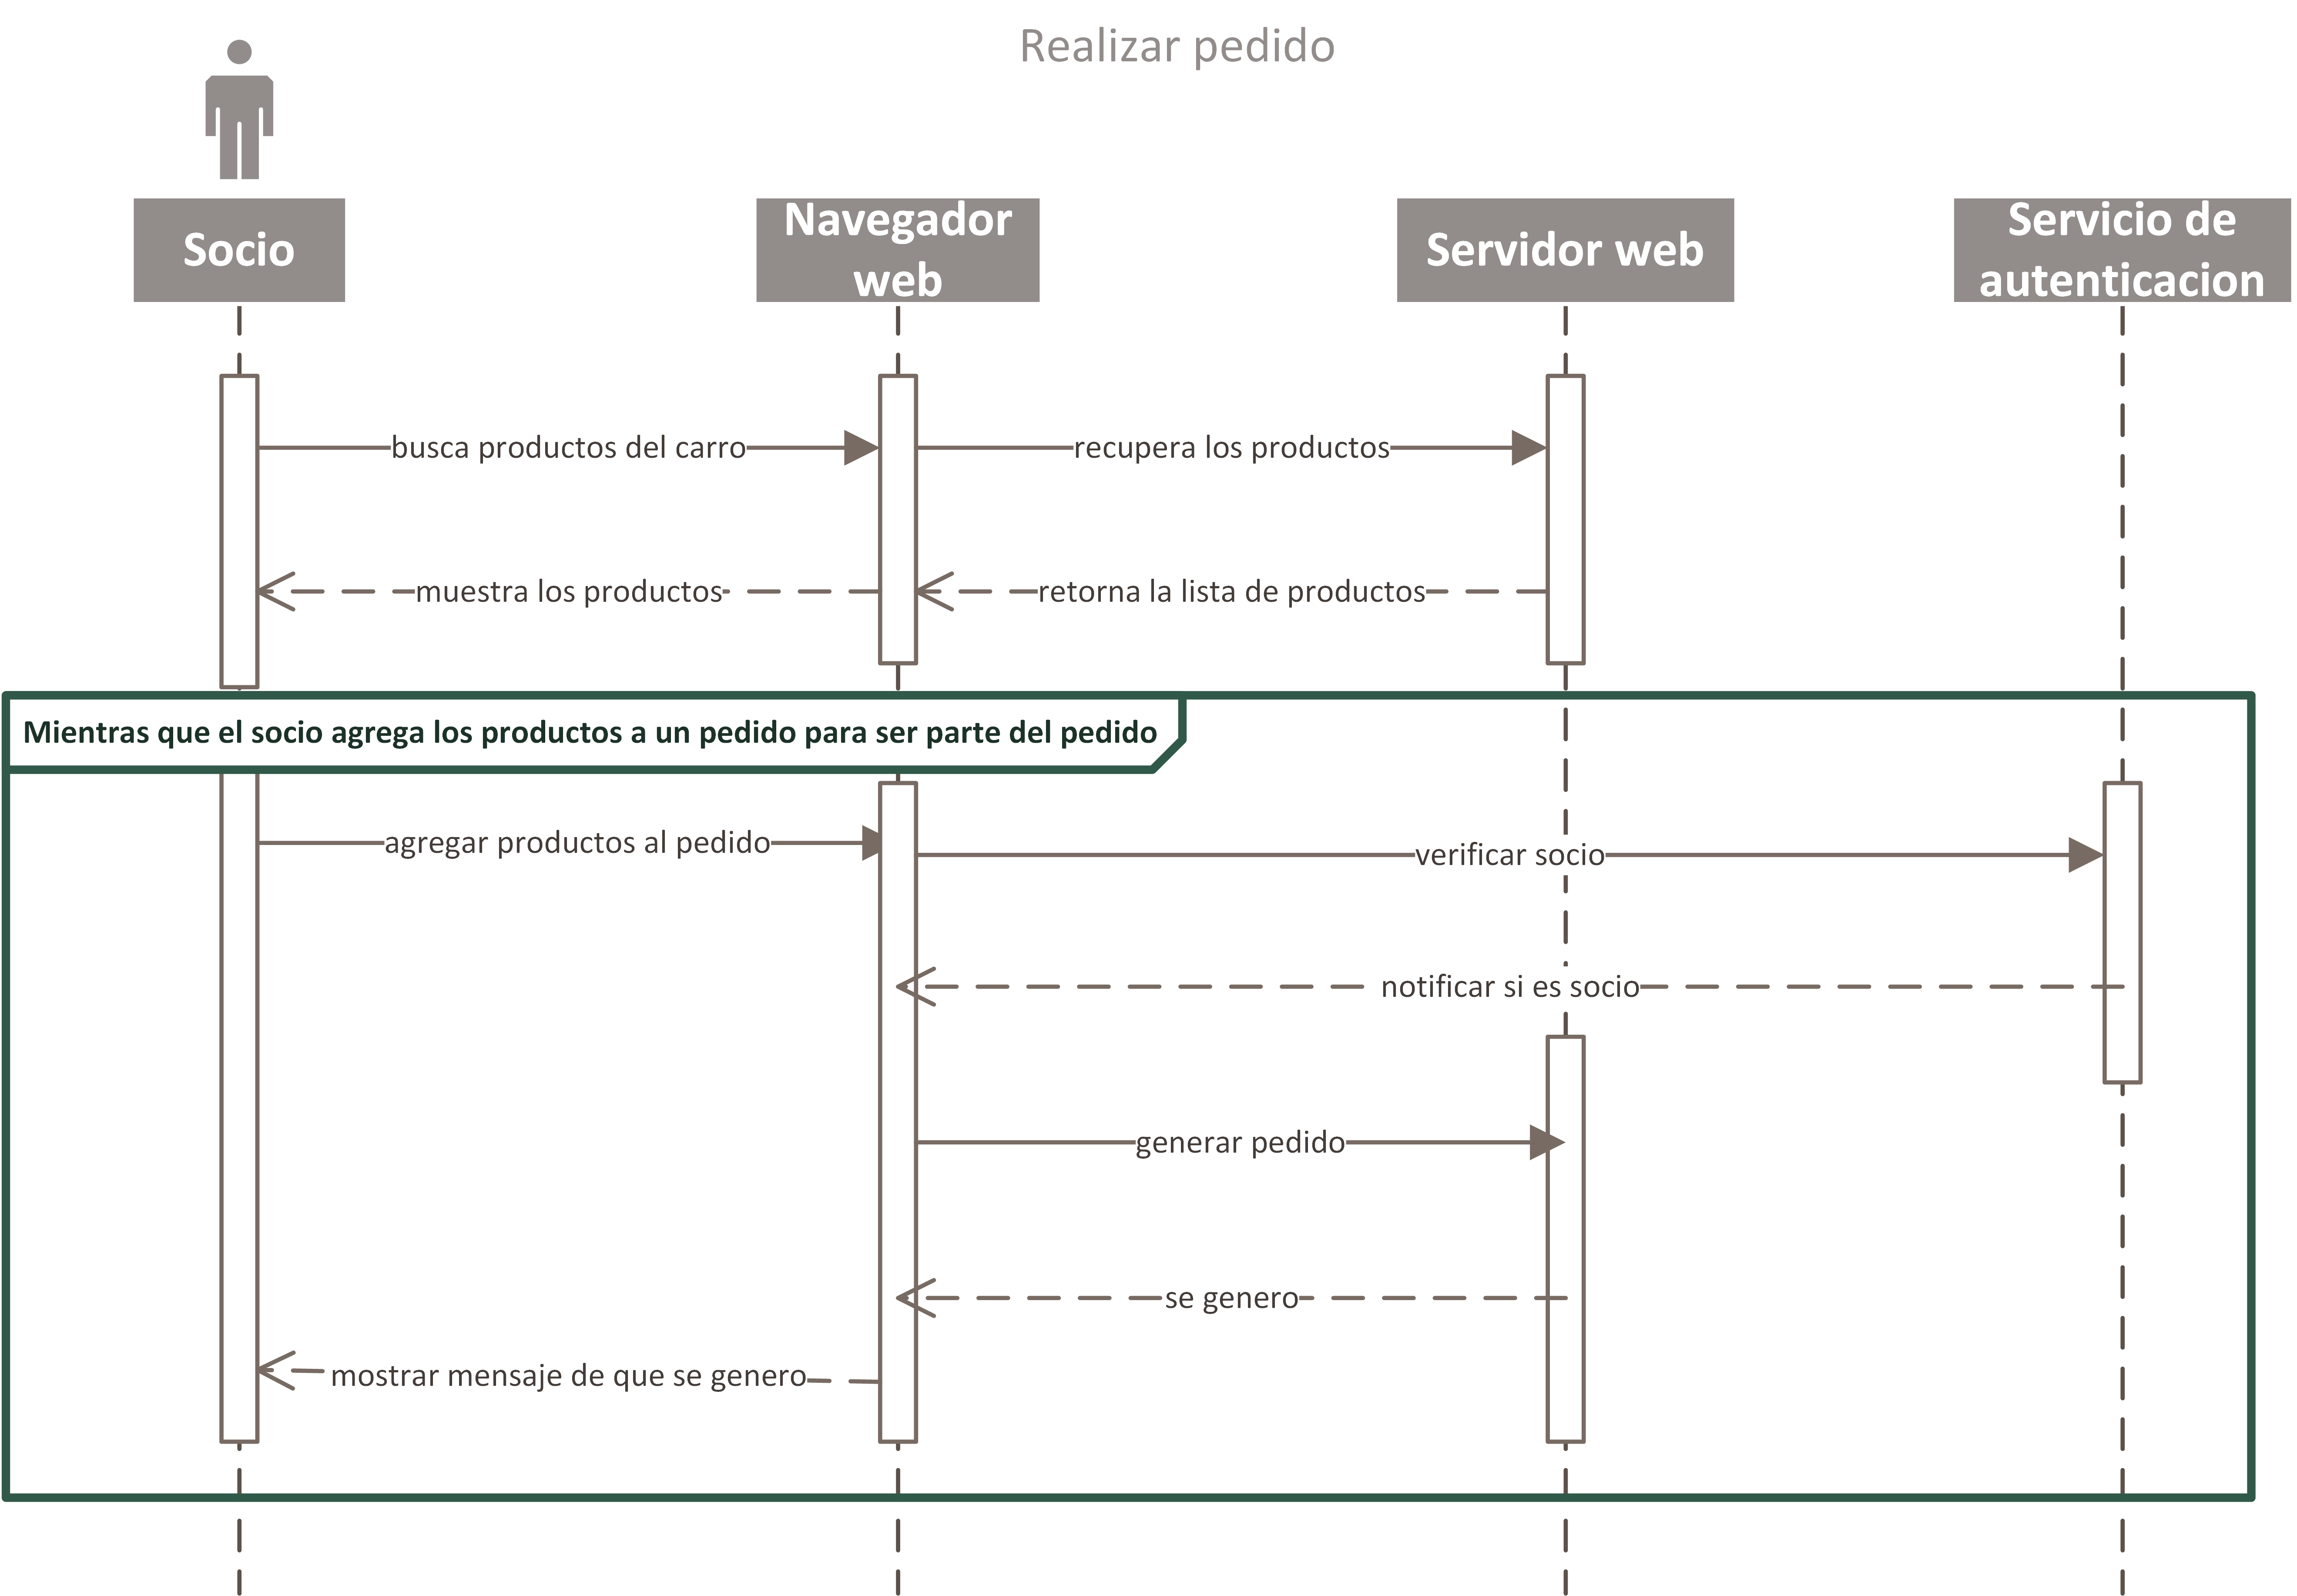 Realizar pedido
Socio
Navegador
web
Servidor web
Servicio de
autenticacion
busca productos del carro
recupera los productos
muestra los productos
retorna la lista de productos
Mientras que el socio agrega los productos a un pedido para ser parte del pedido
agregar productos al pedido
verificar socio
notificar si es socio
generar pedido
se genero
mostrar mensaje de que se genero